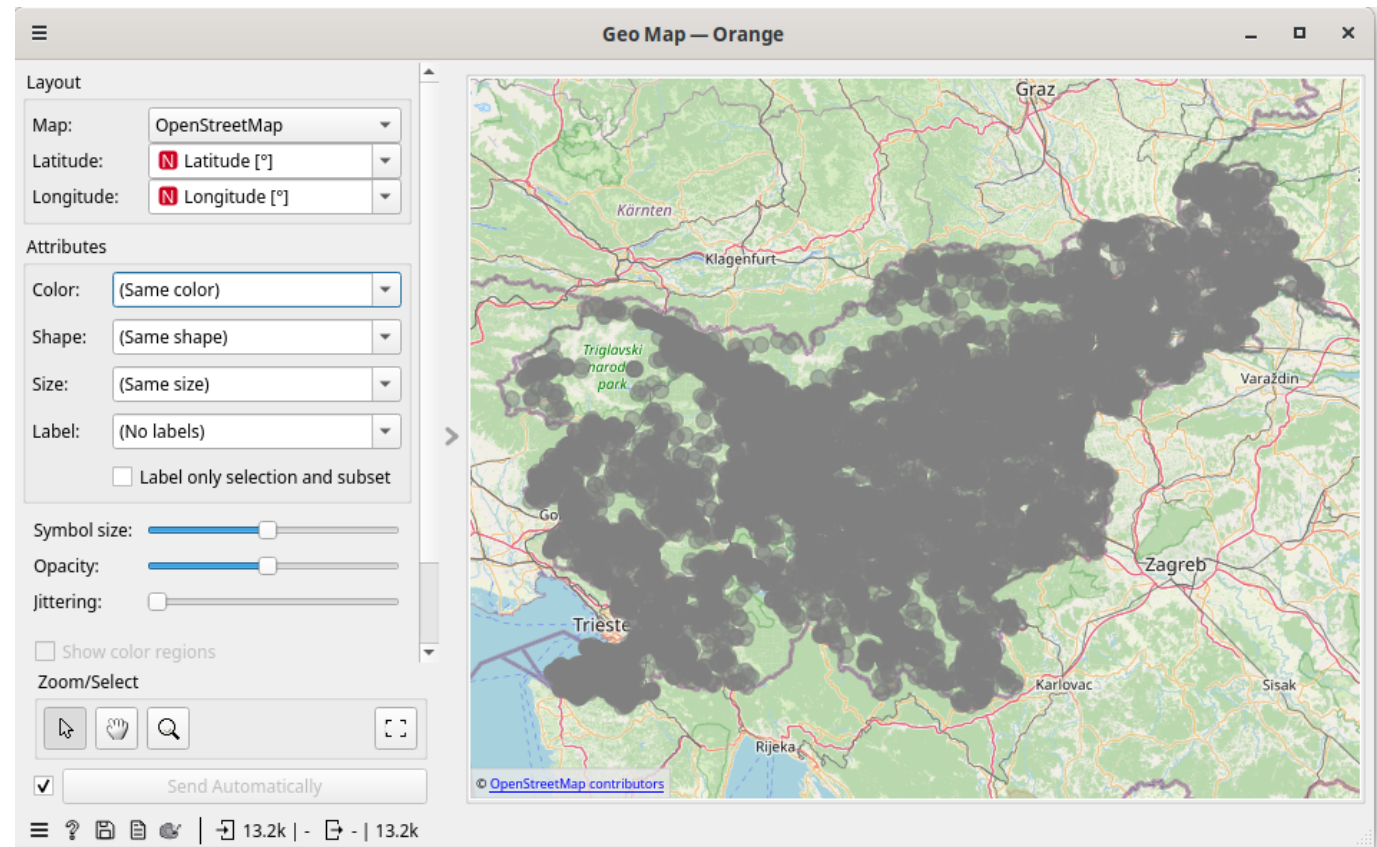 Geo Map — Orange
Layout
Map: OpenStreetMap
Latitude: N Latitude [°]
Longitude: N Longitude [°]
Attributes
Color: (Same color)
Shape: (Same shape)
Size: (Same size)
Label: (No labels)
Label only selection and subset
Symbol size:
Opacity:
Jittering:
Show color regions
Zoom/Select
Send Automatically
? 13.2k | - - | 13.2k
Graz
Kärnten
Klagenfurt
Triglavski
narod
park
Varaždin
Go
Zagreb
Trieste
Karlovac
Sisak
Rijeka
© OpenStreetMap contributors